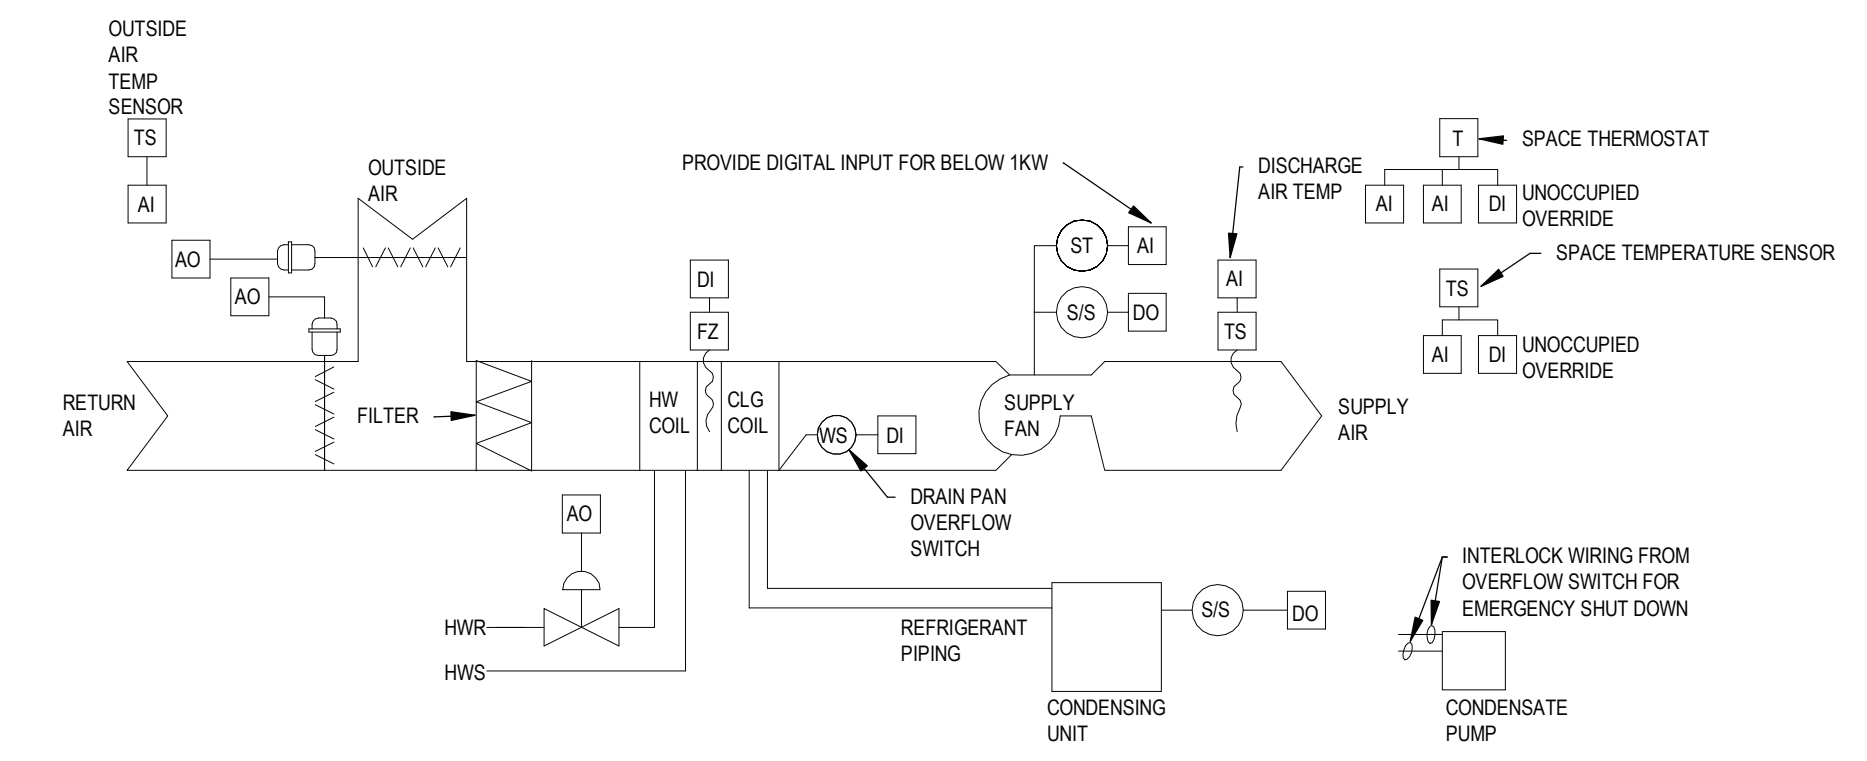 OUTSIDE
AIR
TEMP
SENSOR
TS
AI
OUTSIDE
AIR
AO
AO
RETURN
AIR
FILTER
DI
FZ
HW
COIL
CLG
COIL
WS
DI
DRAIN PAN
OVERFLOW
SWITCH
PROVIDE DIGITAL INPUT FOR BELOW 1KW
ST
AI
S/S
DO
SUPPLY
FAN
DISCHARGE
AIR TEMP
AI
TS
SUPPLY
AIR
T
SPACE THERMOSTAT
AI
AI
DI
UNOCCUPIED
OVERRIDE
SPACE TEMPERATURE SENSOR
TS
AI
DI
UNOCCUPIED
OVERRIDE
AO
HWR
HWS
REFRIGERANT
PIPING
CONDENSING
UNIT
S/S
DO
INTERLOCK WIRING FROM
OVERFLOW SWITCH FOR
EMERGENCY SHUT DOWN
CONDENSATE
PUMP